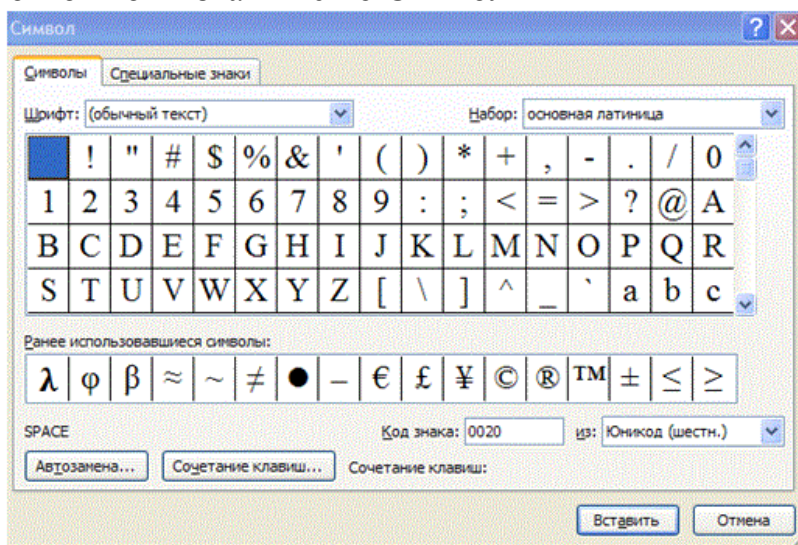 Символ
Символы Специальные знаки
Шрифт: (обычный текст) Набор: основная латиница
! " # $ % & ' ( ) * + , - . / 0
1 2 3 4 5 6 7 8 9 : ; < = > ? @ A
B C D E F G H I J K L M N O P Q R
S T U V W X Y Z [ \ ] ^ _ ` a b c
Ранее использовавшиеся символы:
λ φ β ≈ ~ ≠ ● – € £ ¥ © ® ™ ± ≤ ≥
SPACE Код знака: 0020 из: Юникод (шестн.)
Автозамена... Сочетание клавиш... Сочетание клавиш:
Вставить Отмена